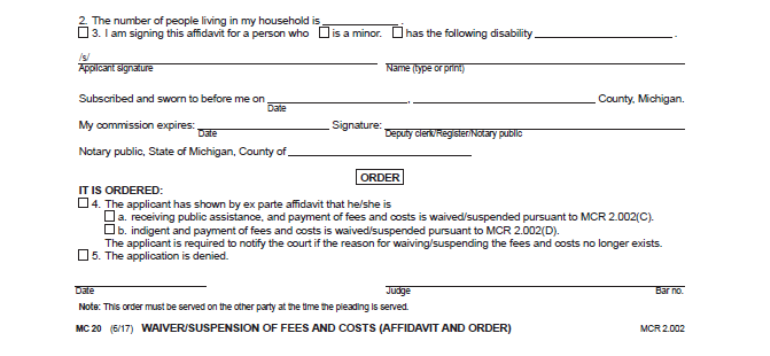 2. The number of people living in my household is ____________ .
☐ 3. I am signing this affidavit for a person who ☐ is a minor. ☐ has the following disability ______________________ .
/s/
Applicant signature Name (type or print)
Subscribed and sworn to before me on ______________________, ____________________________ County, Michigan.
Date
My commission expires: ______________ Signature: ______________________________
Date Deputy clerk/Register/Notary public
Notary public, State of Michigan, County of ____________________________
ORDER
IT IS ORDERED:
☐ 4. The applicant has shown by ex parte affidavit that he/she is
☐ a. receiving public assistance, and payment of fees and costs is waived/suspended pursuant to MCR 2.002(C).
☐ b. indigent and payment of fees and costs is waived/suspended pursuant to MCR 2.002(D).
The applicant is required to notify the court if the reason for waiving/suspending the fees and costs no longer exists.
☐ 5. The application is denied.
Date Judge Bar no.
Note: This order must be served on the other party at the time the pleading is served.
MC 20 (6/17) WAIVER/SUSPENSION OF FEES AND COSTS (AFFIDAVIT AND ORDER) MCR 2.002